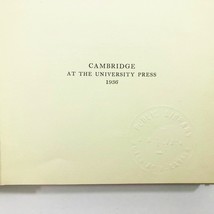 CAMBRIDGE
AT THE UNIVERSITY PRESS
1936